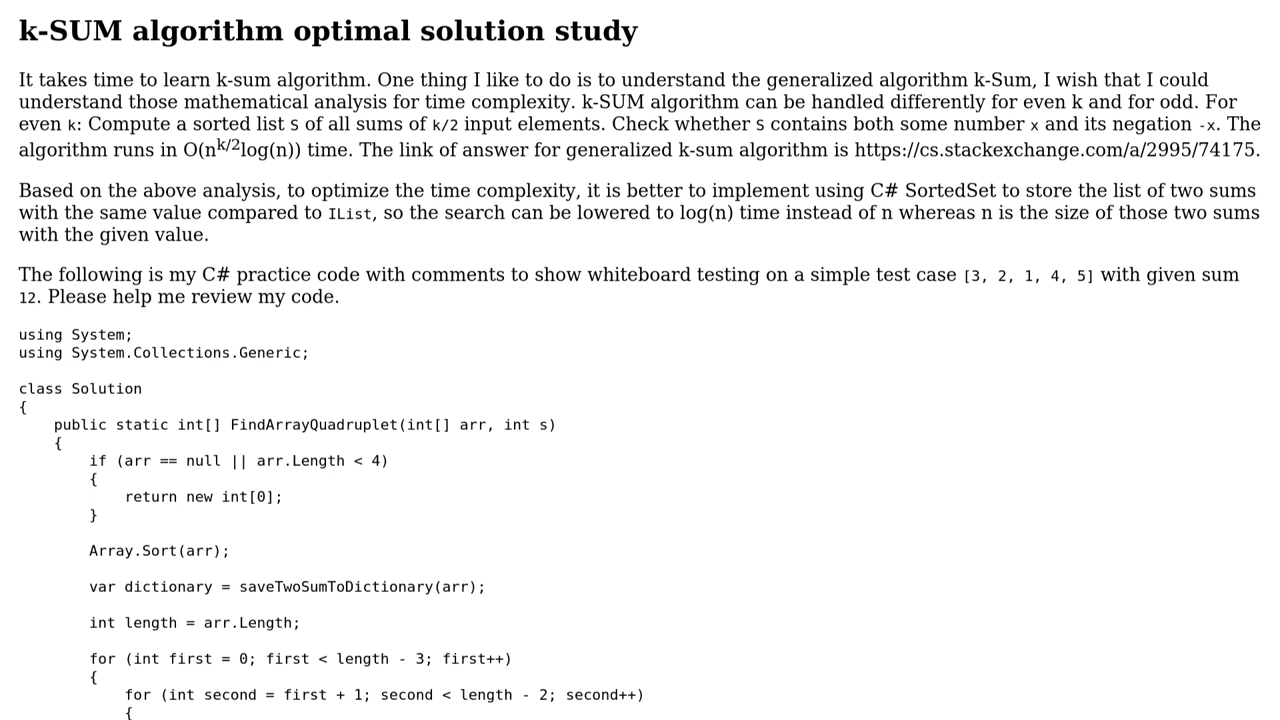 k-SUM algorithm optimal solution study
It takes time to learn k-sum algorithm. One thing I like to do is to understand the generalized algorithm k-Sum, I wish that I could
understand those mathematical analysis for time complexity. k-SUM algorithm can be handled differently for even k and for odd. For
even k: Compute a sorted list S of all sums of k/2 input elements. Check whether S contains both some number x and its negation -x. The
algorithm runs in O(nk/2log(n)) time. The link of answer for generalized k-sum algorithm is https://cs.stackexchange.com/a/2995/74175.
Based on the above analysis, to optimize the time complexity, it is better to implement using C# SortedSet to store the list of two sums
with the same value compared to IList, so the search can be lowered to log(n) time instead of n whereas n is the size of those two sums
with the given value.
The following is my C# practice code with comments to show whiteboard testing on a simple test case [3, 2, 1, 4, 5] with given sum
12. Please help me review my code.
using System;
using System.Collections.Generic;
class Solution
{
    public static int[] FindArrayQuadruplet(int[] arr, int s)
    {
        if (arr == null || arr.Length < 4)
        {
            return new int[0];
        }
        Array.Sort(arr);
        var dictionary = saveTwoSumToDictionary(arr);
        int length = arr.Length;
        for (int first = 0; first < length - 3; first++)
        {
            for (int second = first + 1; second < length - 2; second++)
            {